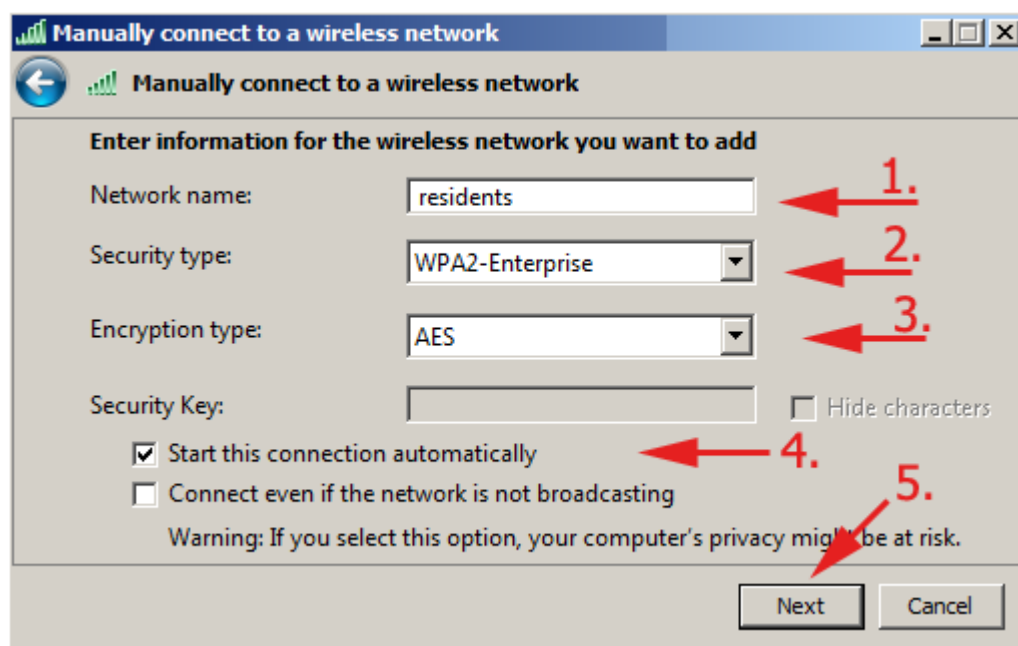 Manually connect to a wireless network
Manually connect to a wireless network
Enter information for the wireless network you want to add
Network name: residents 1.
Security type: WPA2-Enterprise 2.
Encryption type: AES 3.
Security Key: Hide characters
Start this connection automatically 4.
Connect even if the network is not broadcasting 5.
Warning: If you select this option, your computer's privacy might be at risk.
Next Cancel